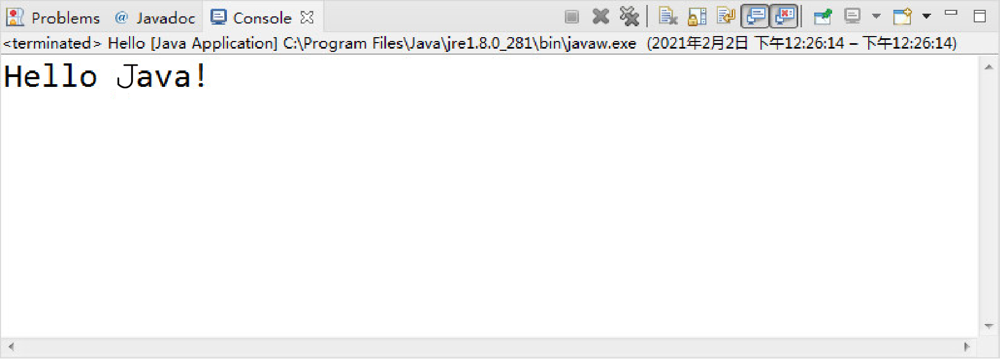 Problems @ Javadoc Console
<terminated> Hello [Java Application] C:\Program Files\Java\jre1.8.0_281\bin\javaw.exe (2021年2月2日 下午12:26:14 – 下午12:26:14)
Hello Java!